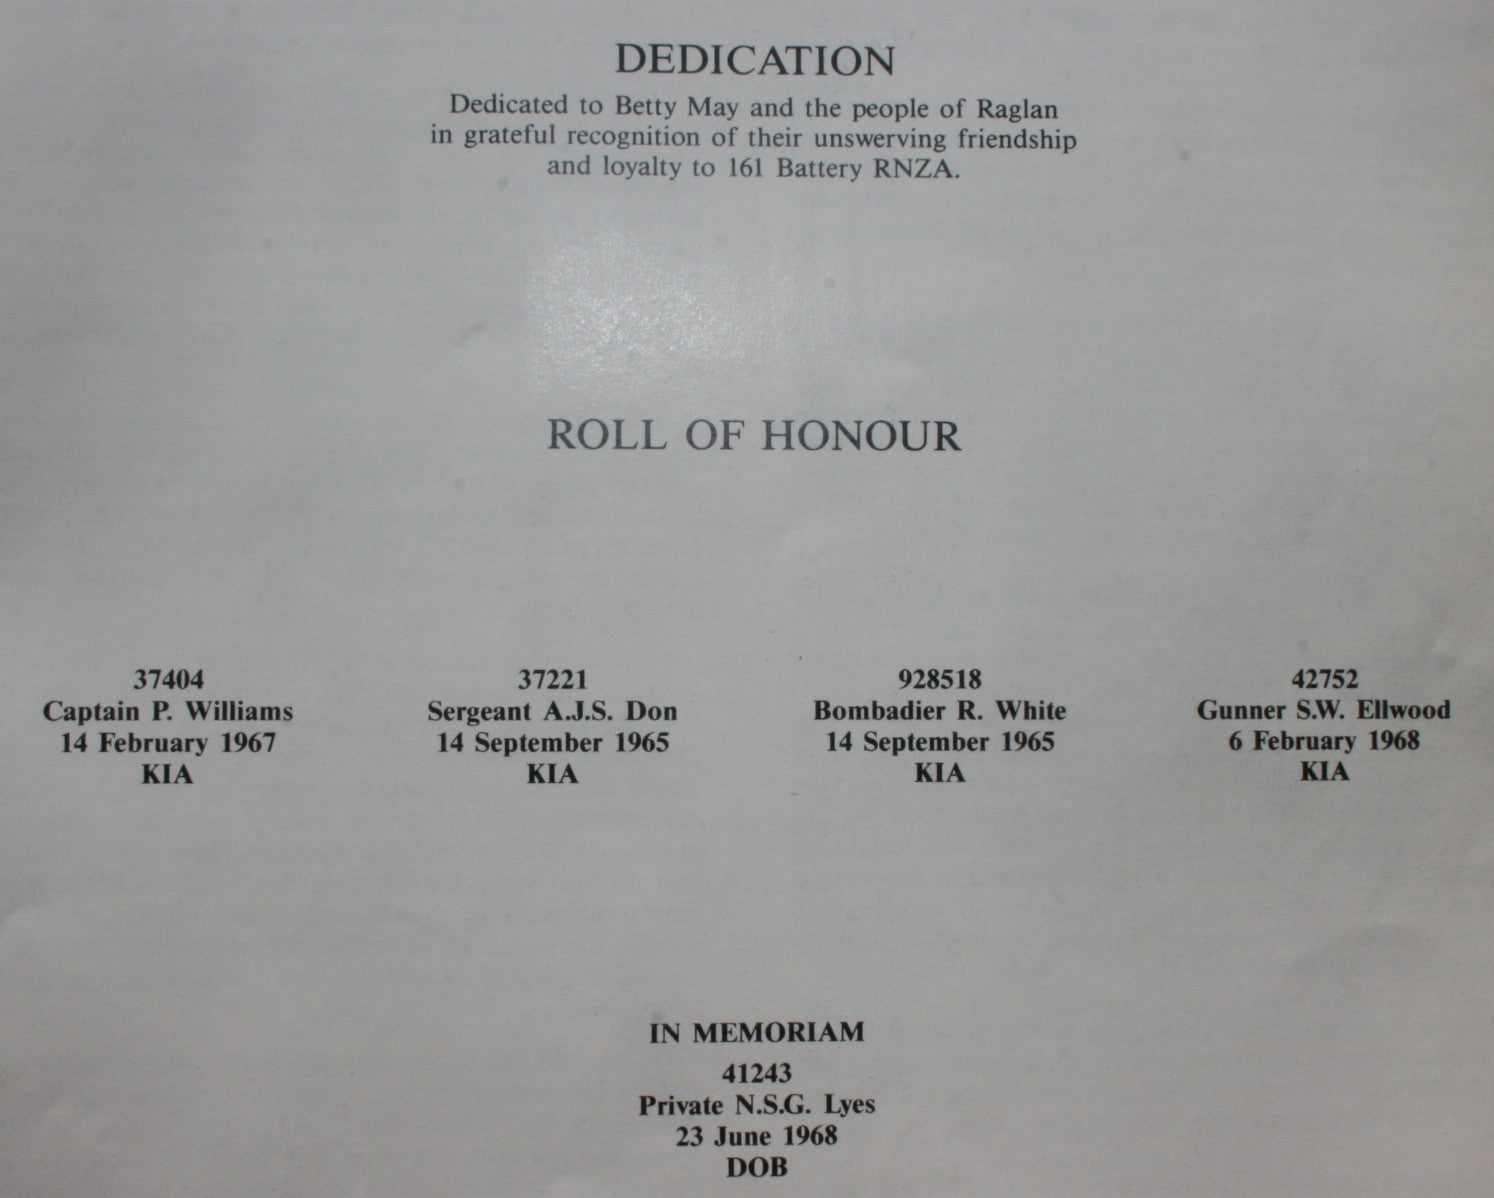 DEDICATION
Dedicated to Betty May and the people of Raglan
in grateful recognition of their unswerving friendship
and loyalty to 161 Battery RNZA.
ROLL OF HONOUR
37404
Captain P. Williams
14 February 1967
KIA
37221
Sergeant A.J.S. Don
14 September 1965
KIA
928518
Bombadier R. White
14 September 1965
KIA
42752
Gunner S.W. Ellwood
6 February 1968
KIA
IN MEMORIAM
41243
Private N.S.G. Lyes
23 June 1968
DOB